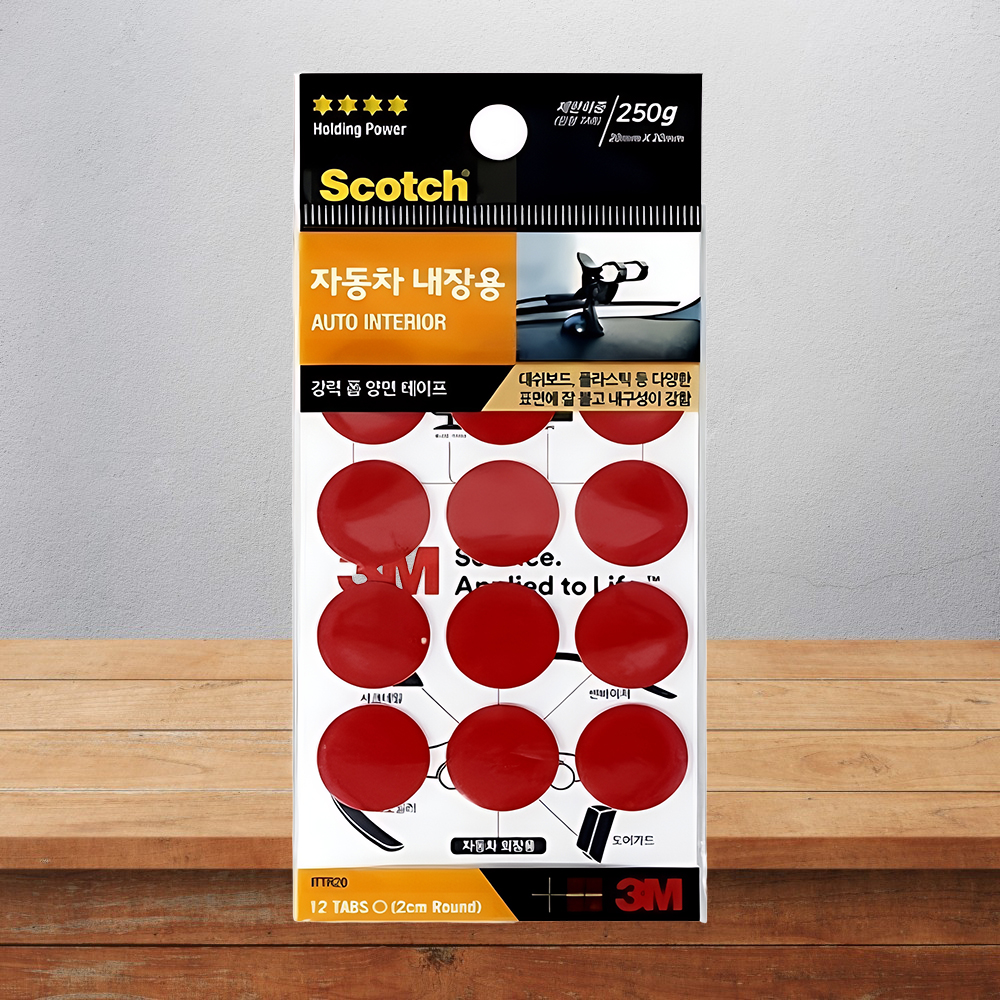 Holding Power
250g
Scotch
자동차 내장용
AUTO INTERIOR
강력 폼 양면 테이프
대쉬보드, 플라스틱 등 다양한
표면에 잘 붙고 내구성이 강함
3M
to
도어가드
자동차 외장용
12 TABS (2cm Round)
3M